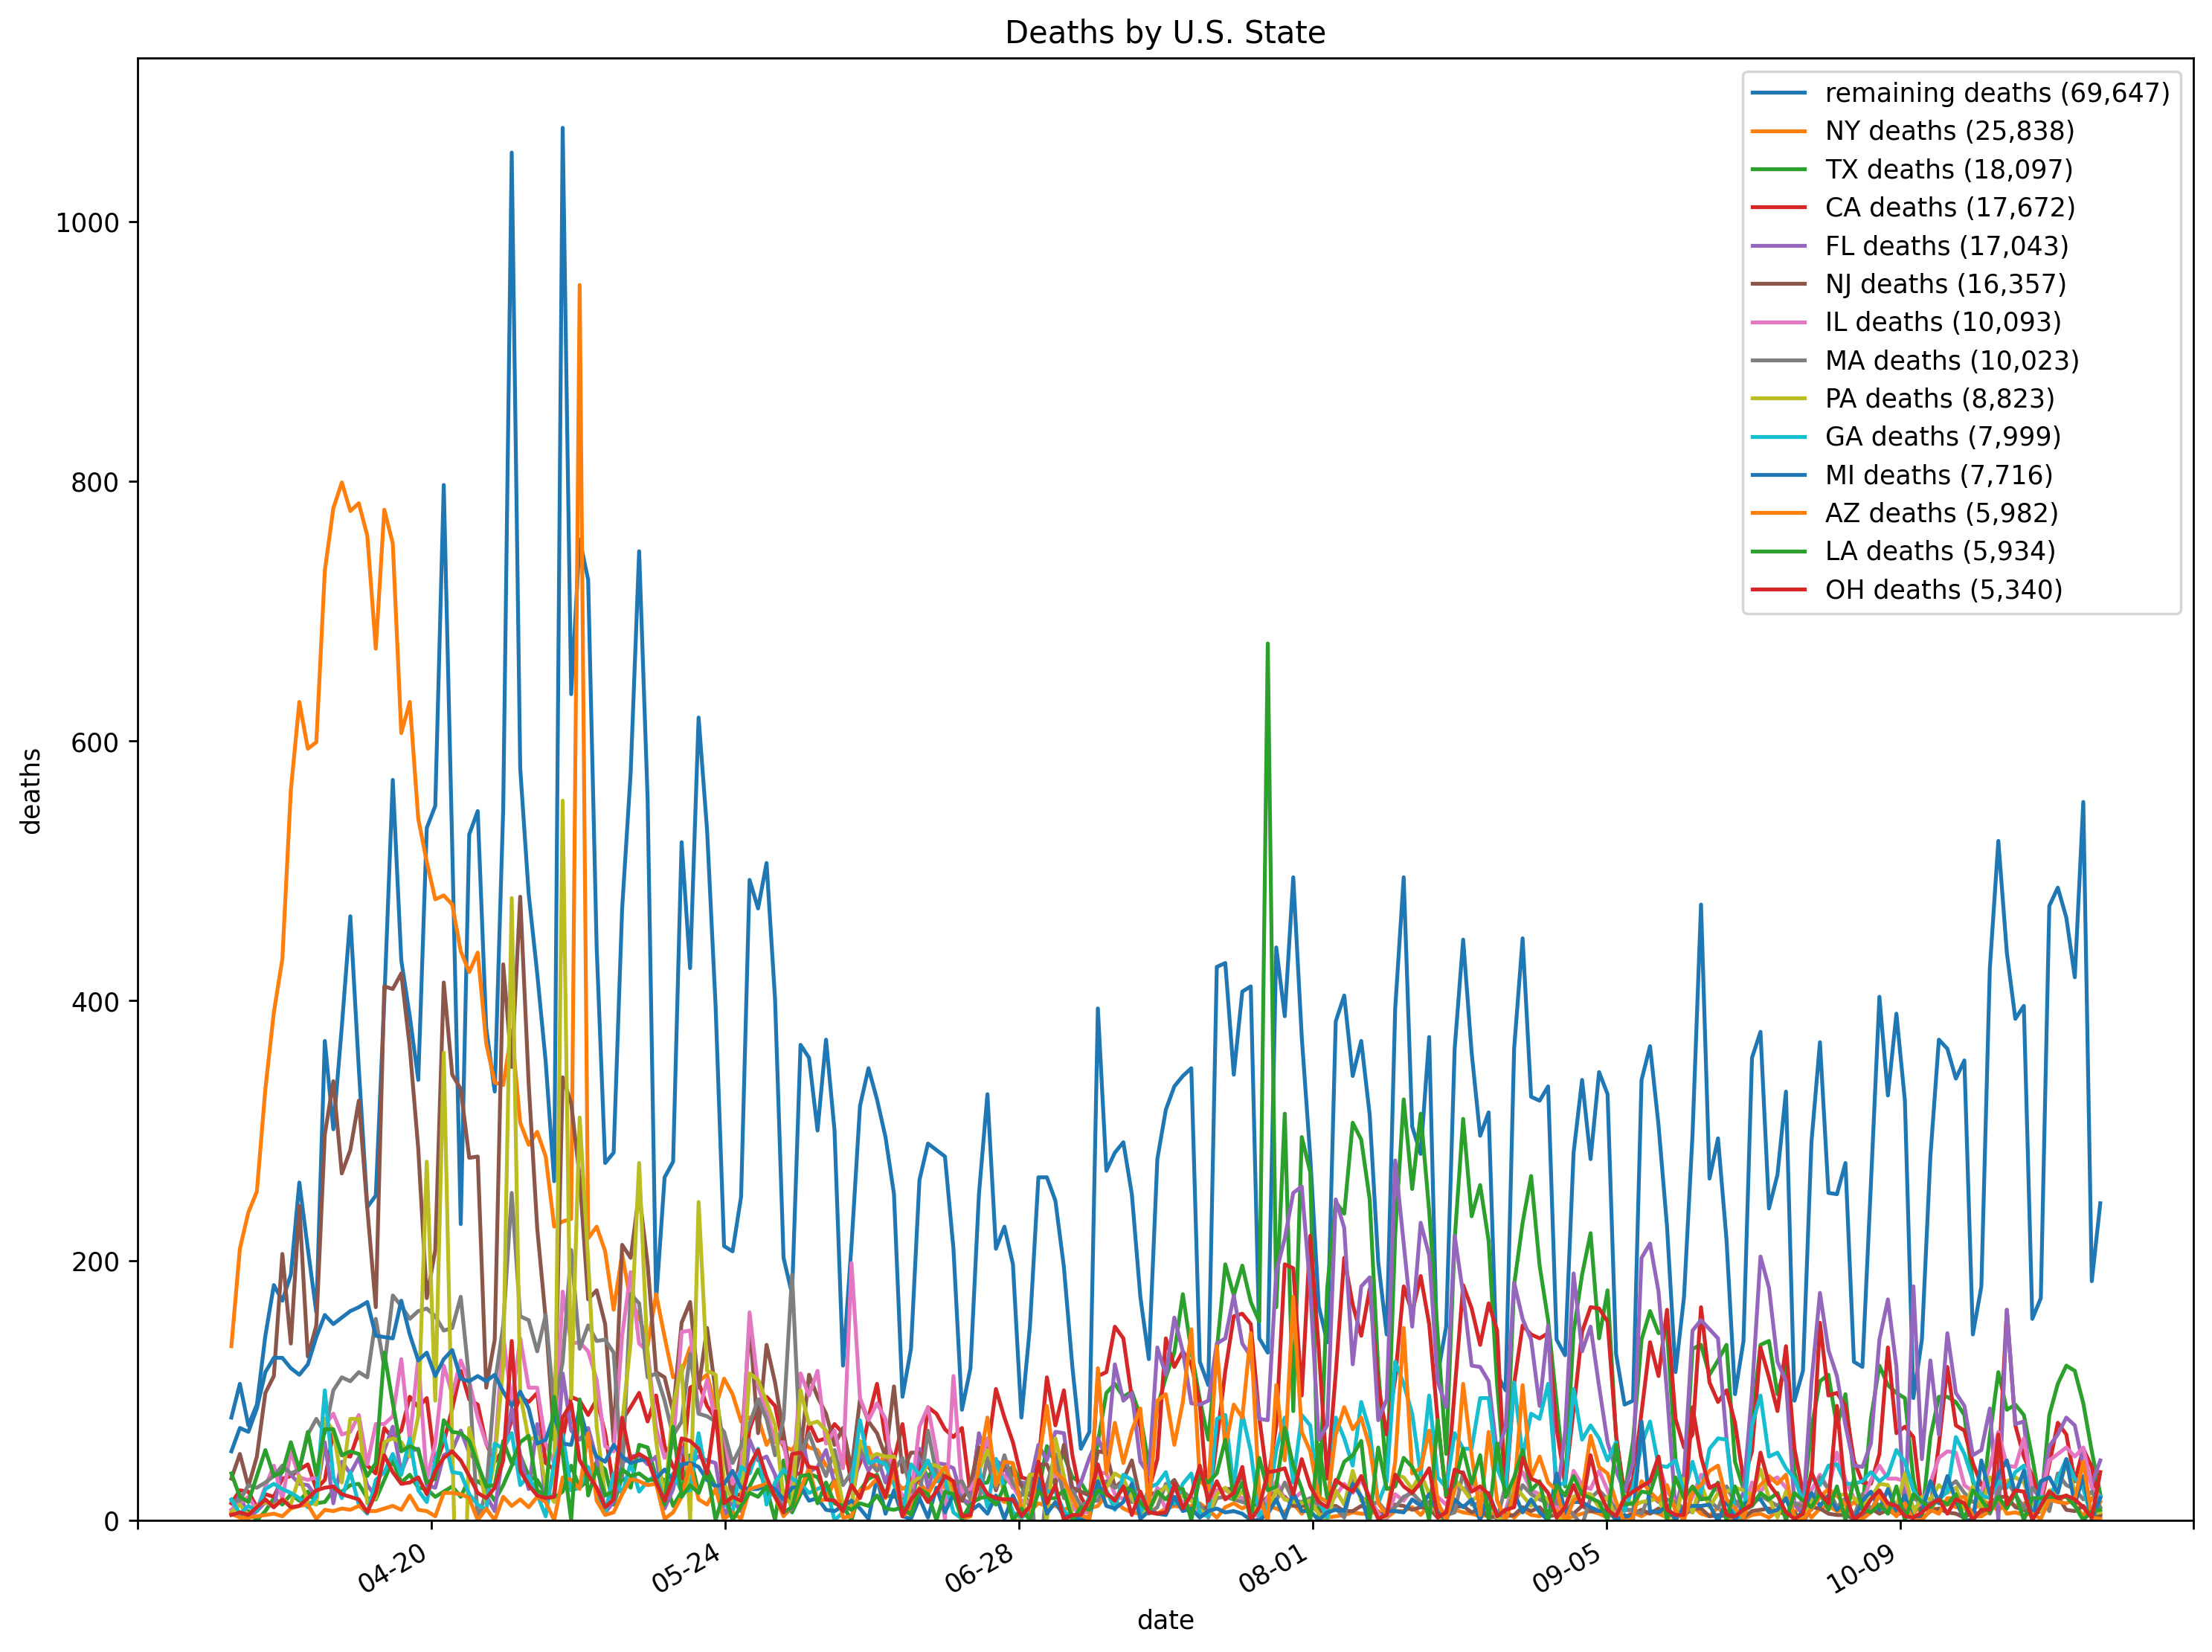 Deaths by U.S. State
remaining deaths (69,647)
NY deaths (25,838)
TX deaths (18,097)
CA deaths (17,672)
FL deaths (17,043)
NJ deaths (16,357)
IL deaths (10,093)
MA deaths (10,023)
PA deaths (8,823)
GA deaths (7,999)
MI deaths (7,716)
AZ deaths (5,982)
LA deaths (5,934)
OH deaths (5,340)
deaths
1000
800
600
400
200
0
04-20
05-24
06-28
08-01
09-05
10-09
date